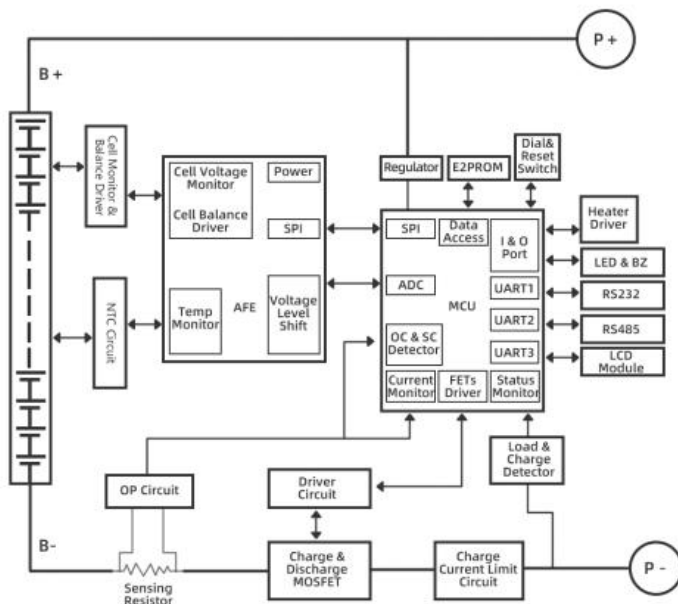 P +
B +
Cell Monitor &
Balance Driver
Cell Voltage
Monitor
Power
Cell Balance
Driver
SPI
Temp
Monitor
AFE
Voltage
Level
Shift
NTC Circuit
Regulator
E2PROM
Dial&
Reset
Switch
SPI
Data
Access
I & O
Port
ADC
MCU
UART1
UART2
UART3
OC & SC
Detector
Current
Monitor
FETs
Driver
Status
Monitor
Heater
Driver
LED & BZ
RS232
RS485
LCD
Module
Load &
Charge
Detector
OP Circuit
Driver
Circuit
B-
Sensing
Resistor
Charge &
Discharge
MOSFET
Charge
Current Limit
Circuit
P -